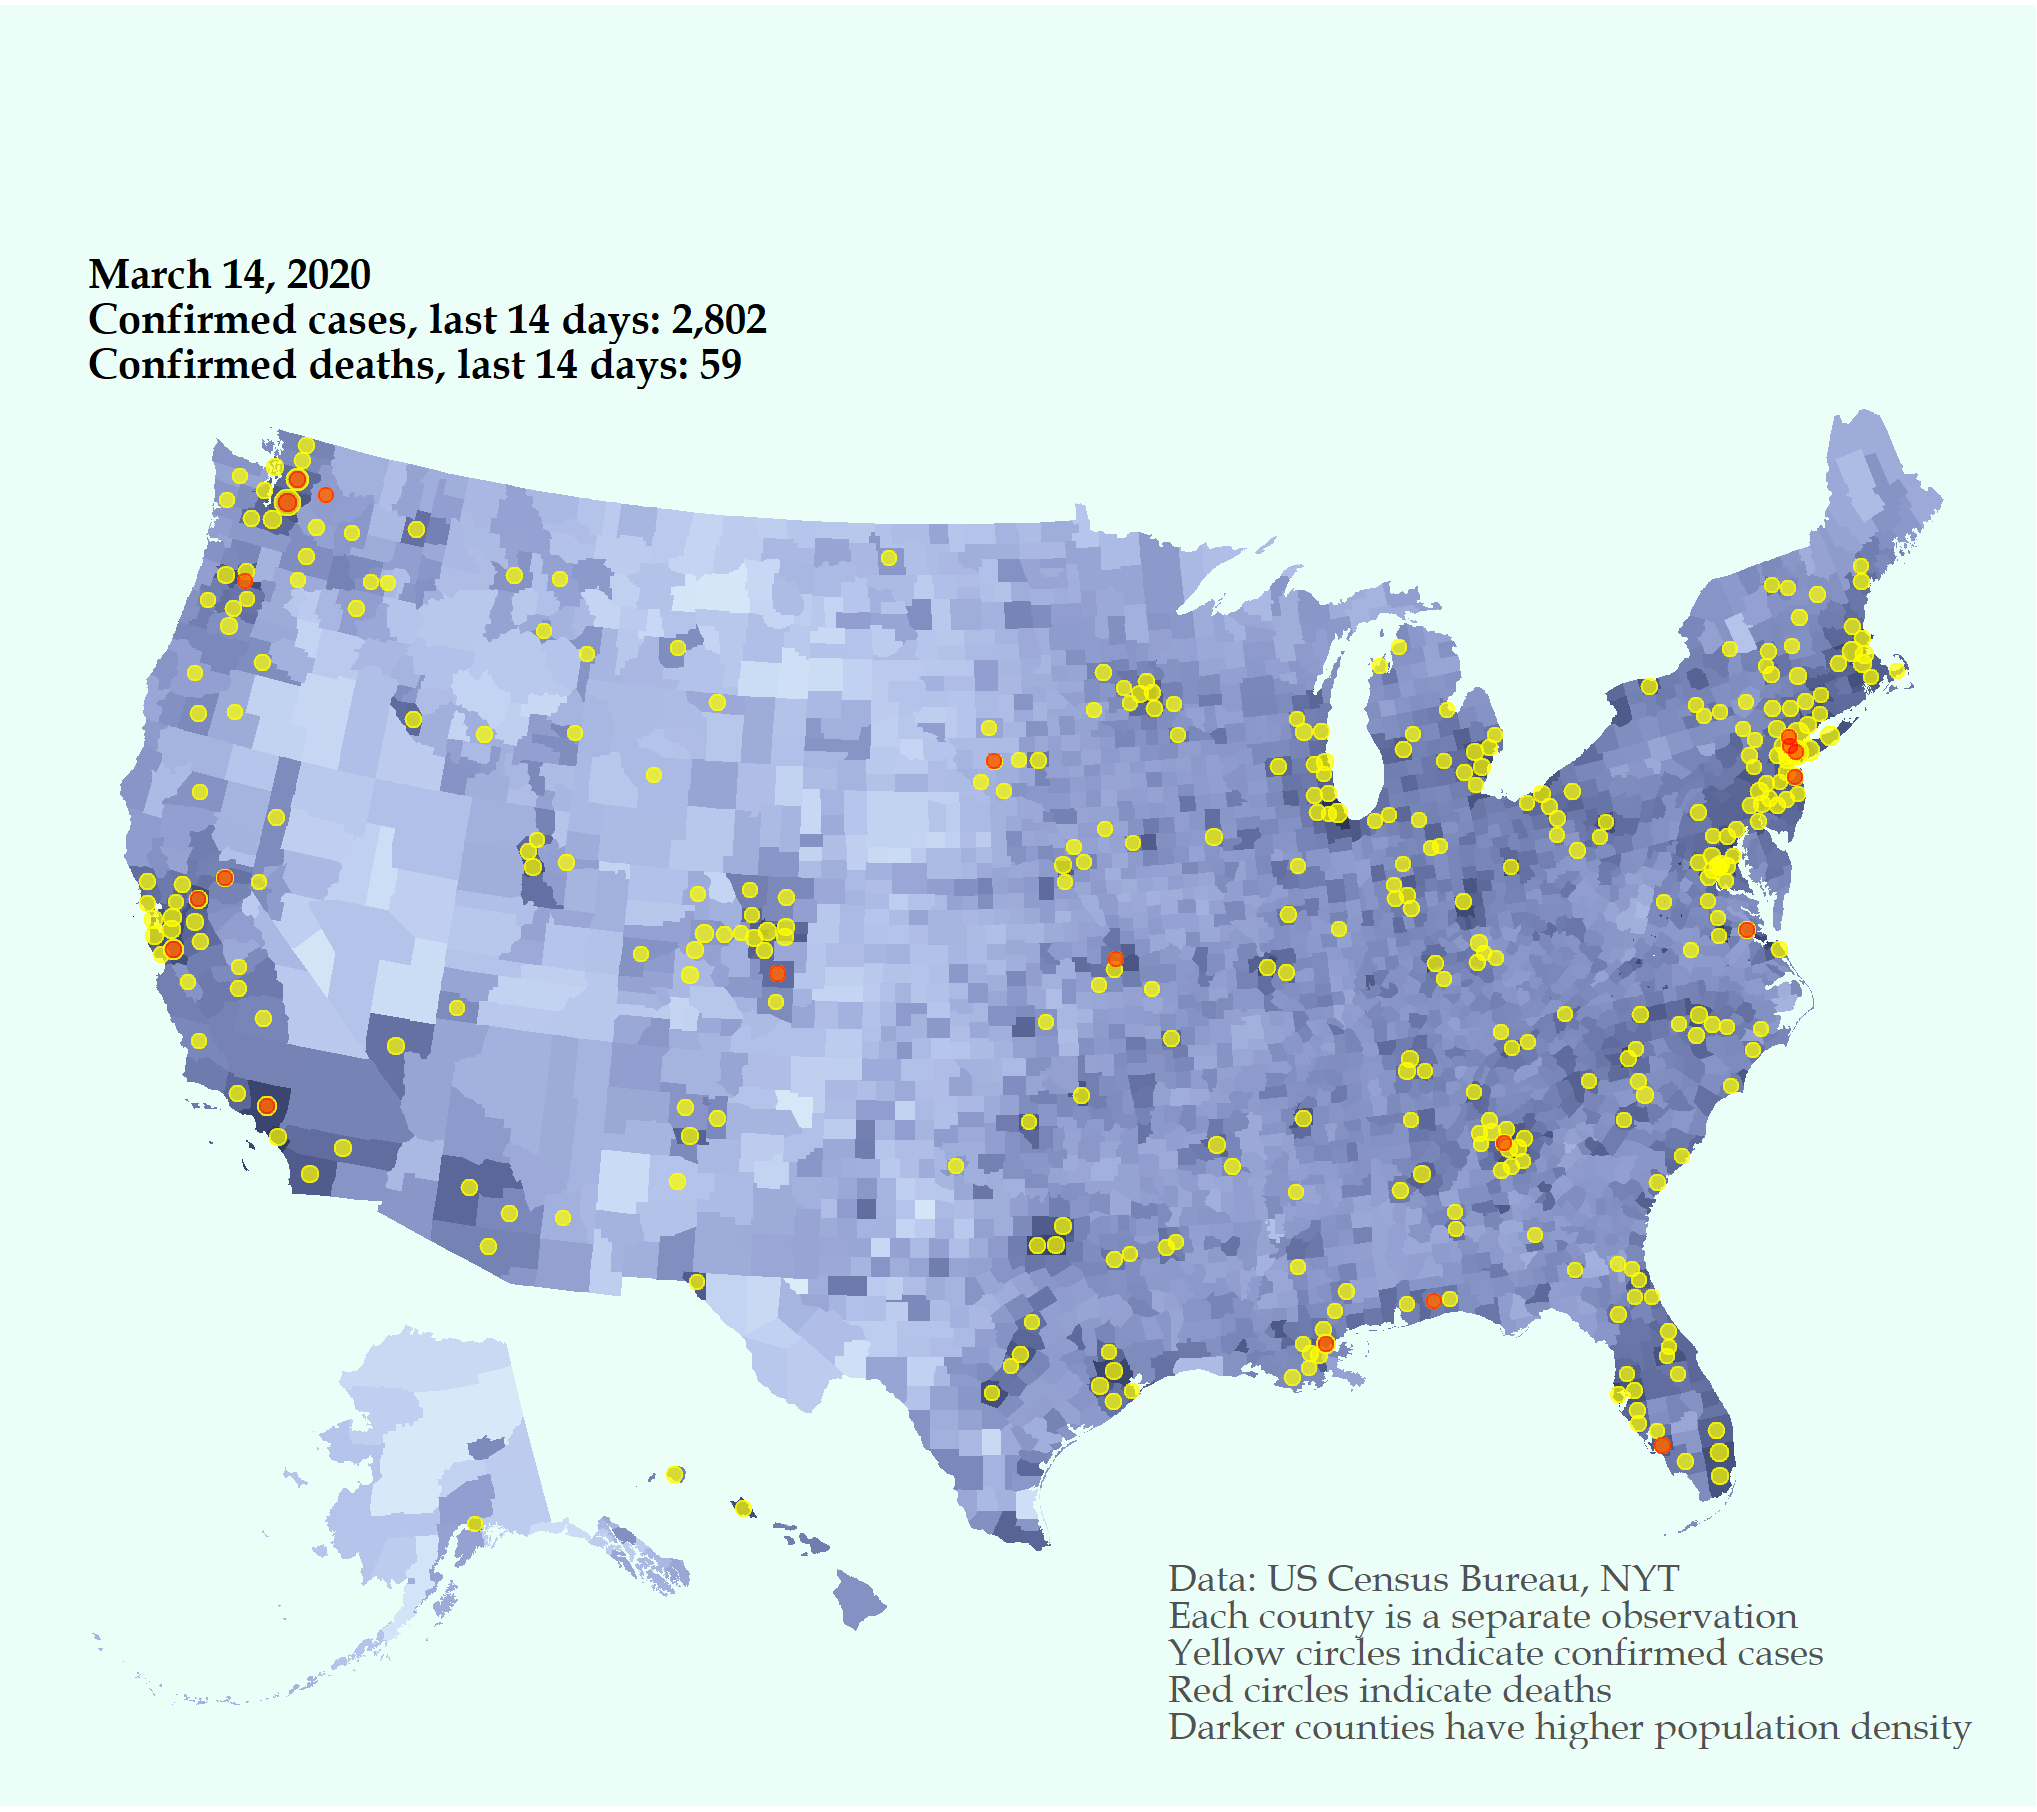 March 14, 2020
Confirmed cases, last 14 days: 2,802
Confirmed deaths, last 14 days: 59
Data: US Census Bureau, NYT
Each county is a separate observation
Yellow circles indicate confirmed cases
Red circles indicate deaths
Darker counties have higher population density